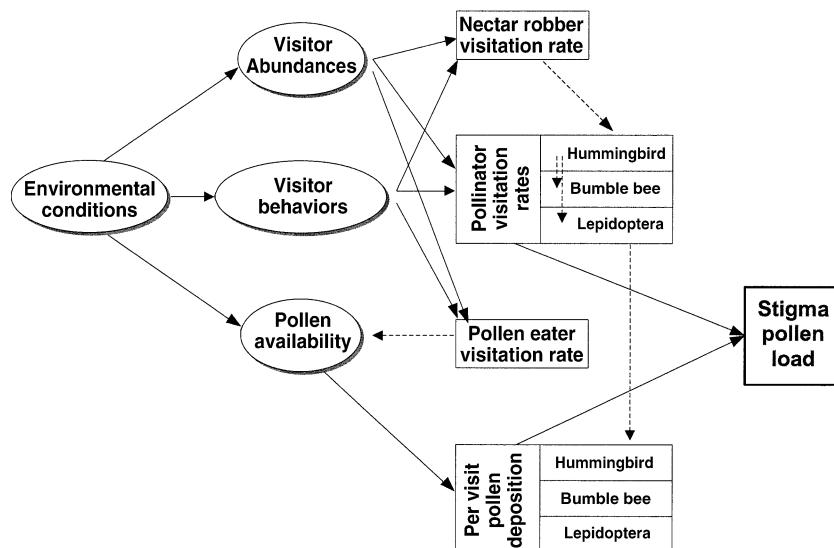 Nectar robber
visitation rate
Visitor
Abundances
Pollinator
visitation
rates
Hummingbird
Bumble bee
Lepidoptera
Environmental
conditions
Visitor
behaviors
Pollen
availability
Pollen eater
visitation rate
Stigma
pollen
load
Per visit
pollen
deposition
Hummingbird
Bumble bee
Lepidoptera